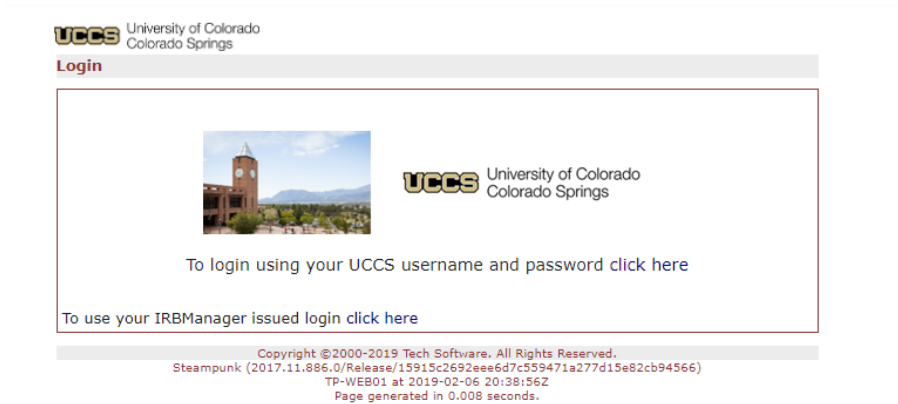 UCCS University of Colorado
Colorado Springs
Login
UCCS University of Colorado
Colorado Springs
To login using your UCCS username and password click here
To use your IRBManager issued login click here
Copyright ©2000-2019 Tech Software. All Rights Reserved.
Steampunk (2017.11.886.0/Release/15915c2692eee6d7c559471a277d15e82cb94566)
TP-WEB01 at 2019-02-06 20:38:56Z
Page generated in 0.008 seconds.